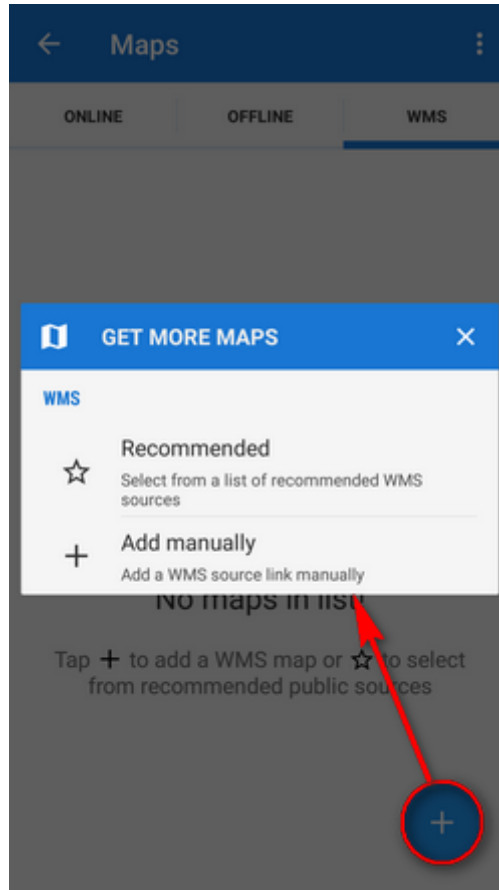 Maps
ONLINE OFFLINE WMS
GET MORE MAPS
WMS
Recommended
Select from a list of recommended WMS
sources
Add manually
Add a WMS source link manually
No maps in list!
Tap + to add a WMS map or ☆ to select
from recommended public sources